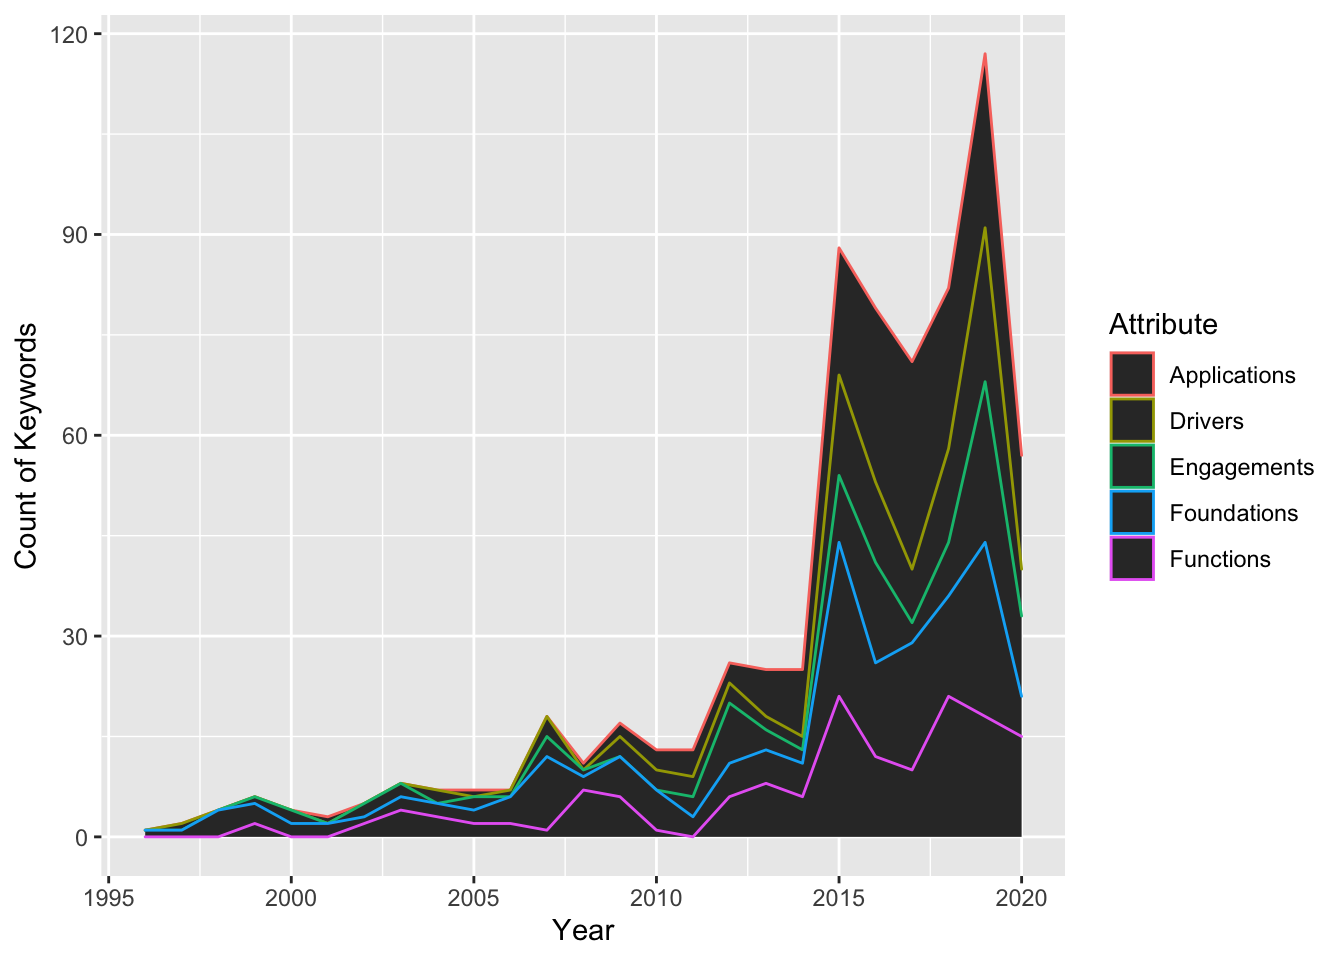 120
90
60
30
0
Count of Keywords
1995 2000 2005 2010 2015 2020
Year
Attribute
Applications
Drivers
Engagements
Foundations
Functions